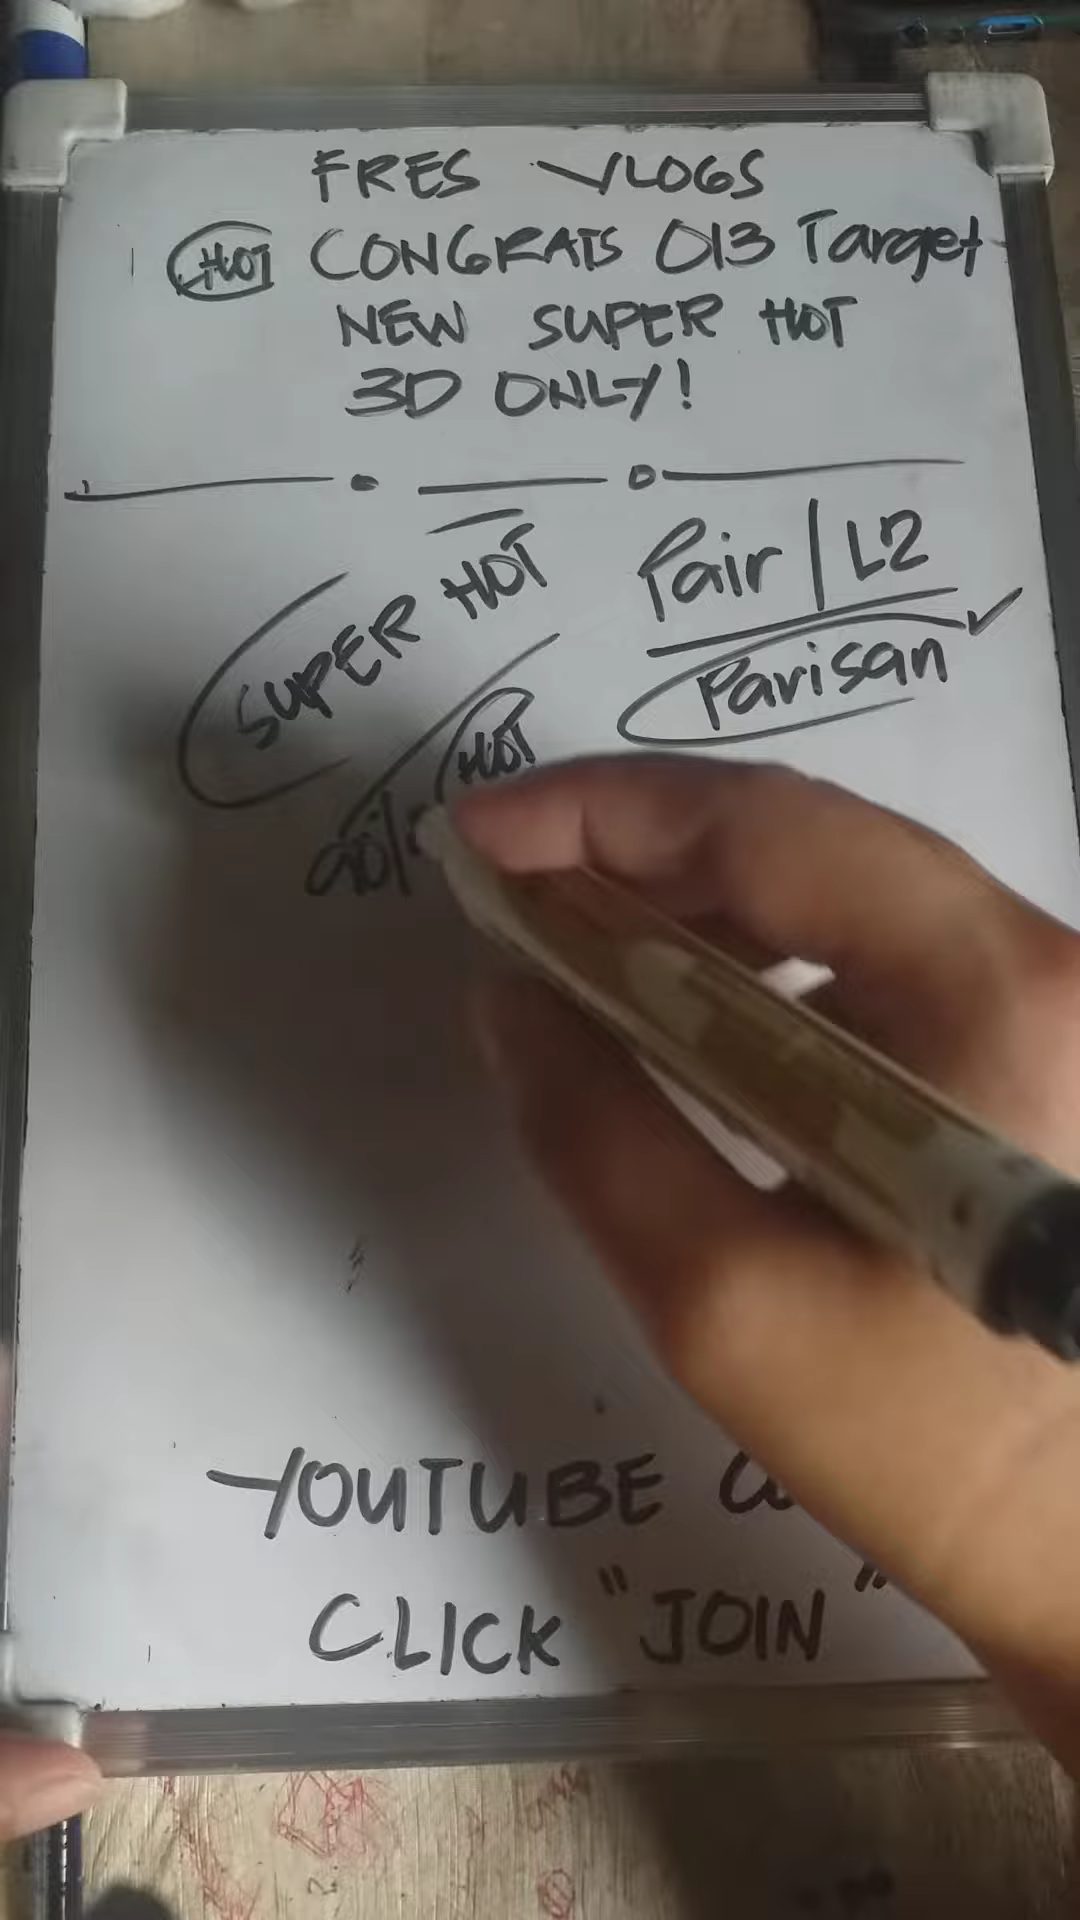 FRES VLOGS
HOT CONGRATS 013 Target
NEW SUPER HOT
3D ONLY!
SUPER HOT
Pair | L2
Parisan
HOT
YOUTUBE
CLICK "JOIN"